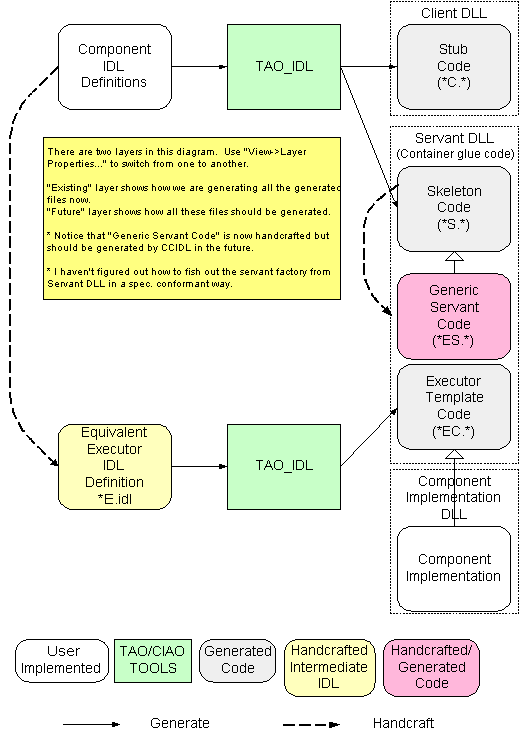 Client DLL
Component
IDL
Definitions
TAO_IDL
Stub
Code
(*C.*)
There are two layers in this diagram.  Use "View->Layer
Properties..." to switch from one to another.
"Existing" layer shows how we are generating all the generated
files now.
"Future" layer shows how all these files should be generated.
* Notice that "Generic Servant Code" is now handcrafted but
should be generated by CCIDL in the future.
* I haven't figured out how to fish out the servant factory from
Servant DLL in a spec. conformant way.
Servant DLL
(Container glue code)
Skeleton
Code
(*S.*)
Generic
Servant
Code
(*ES.*)
Executor
Template
Code
(*EC.*)
Equivalent
Executor
IDL
Definition
*E.idl
TAO_IDL
Component
Implementation
DLL
Component
Implementation
User
Implemented
TAO/CIAO
TOOLS
Generated
Code
Handcrafted
Intermediate
IDL
Handcrafted/
Generated
Code
Generate
Handcraft